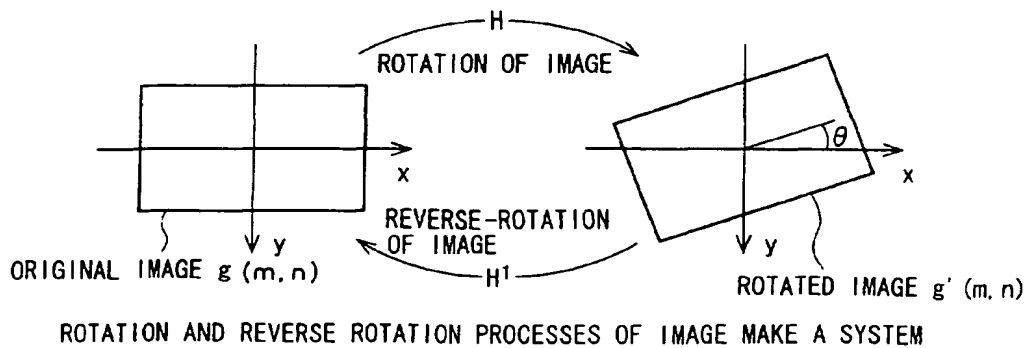 H
ROTATION OF IMAGE
θ
x
x
REVERSE-ROTATION
OF IMAGE
y
y
H¹
ORIGINAL IMAGE g (m, n)
ROTATED IMAGE g' (m, n)
ROTATION AND REVERSE ROTATION PROCESSES OF IMAGE MAKE A SYSTEM